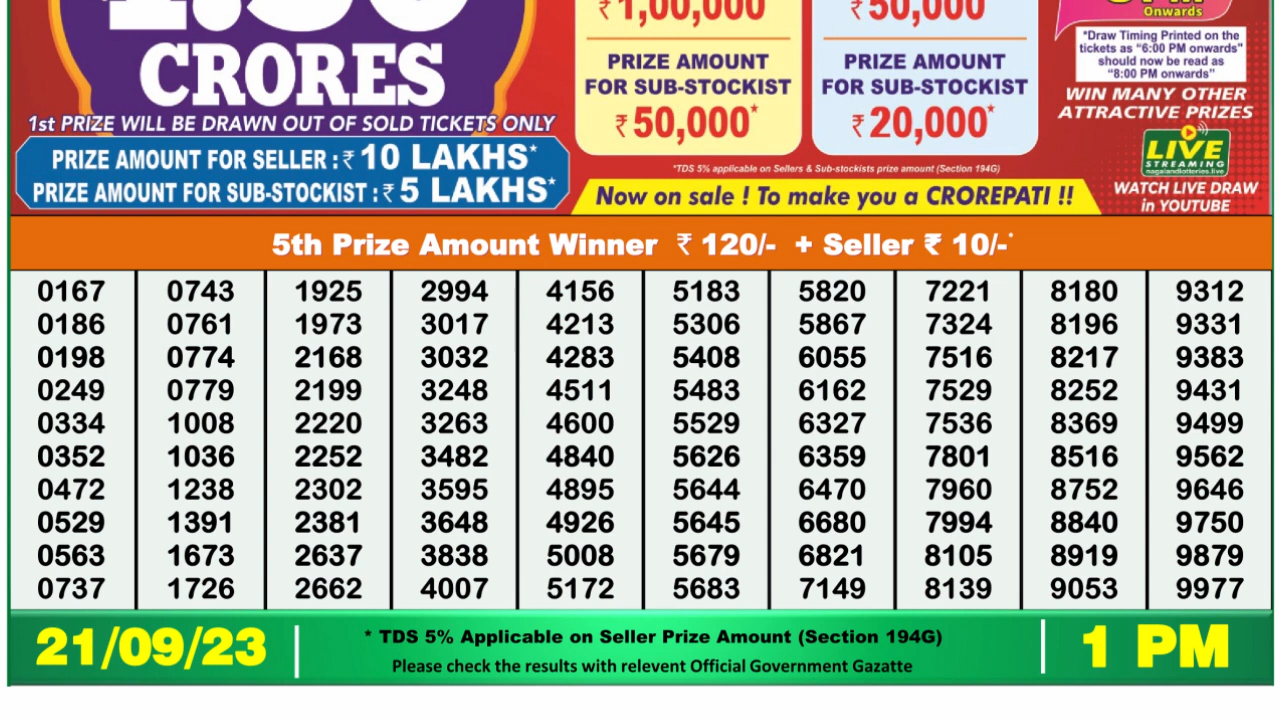 CRORES
1st PRIZE WILL BE DRAWN OUT OF SOLD TICKETS ONLY
PRIZE AMOUNT FOR SELLER : ₹ 10 LAKHS*
PRIZE AMOUNT FOR SUB-STOCKIST : ₹ 5 LAKHS*
₹1,00,000
PRIZE AMOUNT
FOR SUB-STOCKIST
₹50,000*
₹50,000
PRIZE AMOUNT
FOR SUB-STOCKIST
₹20,000*
*TDS 5% applicable on Sellers & Sub-stockists prize amount (Section 194G)
Now on sale ! To make you a CROREPATI !!
Onwards
*Draw Timing Printed on the
tickets as "6:00 PM onwards"
should now be read as
"8:00 PM onwards"
WIN MANY OTHER
ATTRACTIVE PRIZES
LIVE
STREAMING
nagalandlotteries.live
WATCH LIVE DRAW
in YOUTUBE
5th Prize Amount Winner ₹ 120/- + Seller ₹ 10/-*
0167 0743 1925 2994 4156 5183 5820 7221 8180 9312
0186 0761 1973 3017 4213 5306 5867 7324 8196 9331
0198 0774 2168 3032 4283 5408 6055 7516 8217 9383
0249 0779 2199 3248 4511 5483 6162 7529 8252 9431
0334 1008 2220 3263 4600 5529 6327 7536 8369 9499
0352 1036 2252 3482 4840 5626 6359 7801 8516 9562
0472 1238 2302 3595 4895 5644 6470 7960 8752 9646
0529 1391 2381 3648 4926 5645 6680 7994 8840 9750
0563 1673 2637 3838 5008 5679 6821 8105 8919 9879
0737 1726 2662 4007 5172 5683 7149 8139 9053 9977
21/09/23
* TDS 5% Applicable on Seller Prize Amount (Section 194G)
Please check the results with relevent Official Government Gazatte
1 PM